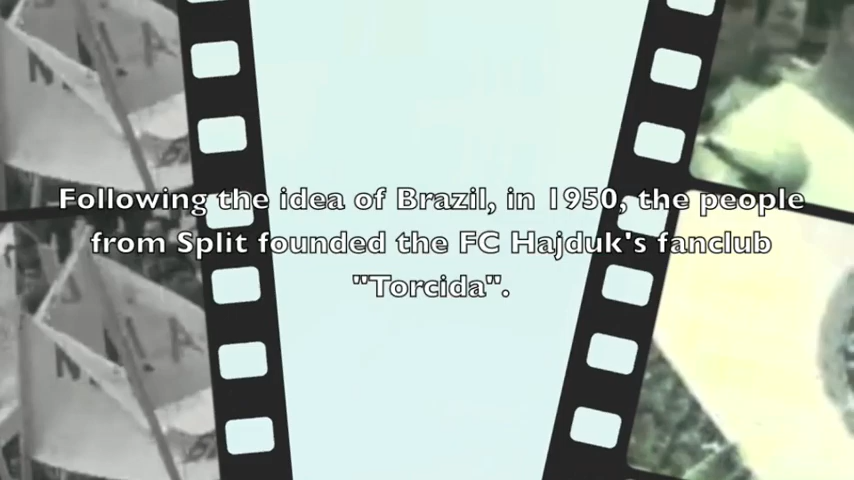 Following the idea of Brazil, in 1950, the people
from Split founded the FC Hajduk's fanclub
"Torcida".